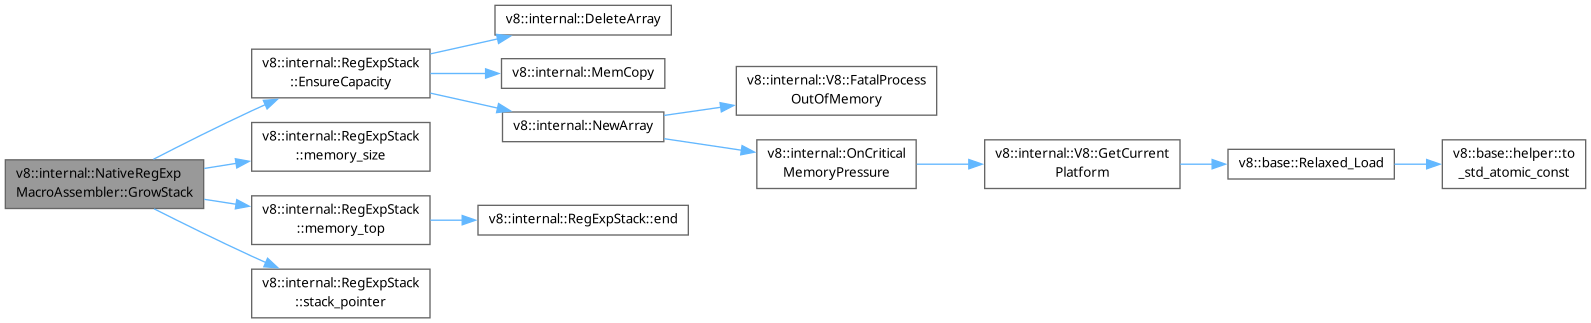 v8::internal::NativeRegExp
MacroAssembler::GrowStack
v8::internal::RegExpStack
::EnsureCapacity
v8::internal::DeleteArray
v8::internal::MemCopy
v8::internal::NewArray
v8::internal::V8::FatalProcess
OutOfMemory
v8::internal::OnCritical
MemoryPressure
v8::internal::V8::GetCurrent
Platform
v8::base::Relaxed_Load
v8::base::helper::to
_std_atomic_const
v8::internal::RegExpStack
::memory_size
v8::internal::RegExpStack
::memory_top
v8::internal::RegExpStack::end
v8::internal::RegExpStack
::stack_pointer